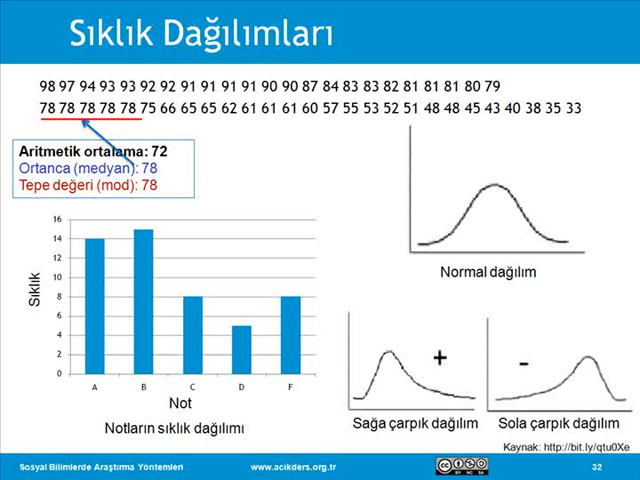 Sıklık Dağılımları
98 97 94 93 93 92 92 91 91 91 91 90 90 87 84 83 83 82 81 81 81 80 79
78 78 78 78 78 75 66 65 65 62 61 61 61 60 57 55 53 52 51 48 48 45 43 40 38 35 33
Aritmetik ortalama: 72
Ortanca (medyan): 78
Tepe değeri (mod): 78
16
14
12
10
8
6
4
2
0
Sıklık
A B C D F
Not
Notların sıklık dağılımı
Normal dağılım
+
-
Sağa çarpık dağılım
Sola çarpık dağılım
Kaynak: http://bit.ly/qtu0Xe
Sosyal Bilimlerde Araştırma Yöntemleri
www.acikders.org.tr
cc
BY NC SA
32